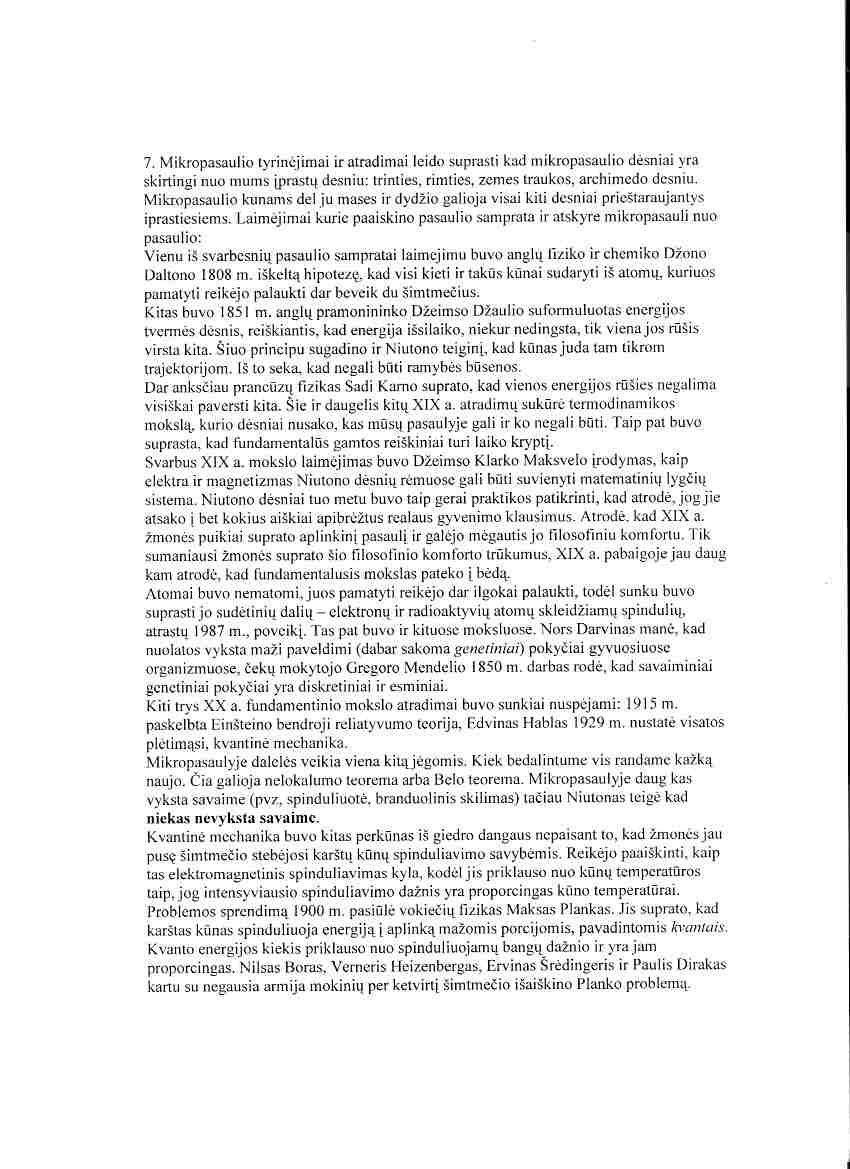 7. Mikropasaulio tyrinėjimai ir atradimai leido suprasti kad mikropasaulio dėsniai yra
skirtingi nuo mums įprastų desniu: trinties, rimties, zemes traukos, archimedo desniu.
Mikropasaulio kunams del ju mases ir dydžio galioja visai kiti desniai prieštaraujantys
iprastiesiems. Laimėjimai kurie paaiskino pasaulio samprata ir atskyre mikropasauli nuo
pasaulio:
Vienu iš svarbesnių pasaulio sampratai laimejimu buvo anglų fiziko ir chemiko Džono
Daltono 1808 m. iškeltą hipotezę, kad visi kieti ir takūs kūnai sudaryti iš atomų, kuriuos
pamatyti reikėjo palaukti dar beveik du šimtmečius.
Kitas buvo 1851 m. anglų pramonininko Džeimso Džaulio suformuluotas energijos
tvermės dėsnis, reiškiantis, kad energija išsilaiko, niekur nedingsta, tik viena jos rūšis
virsta kita. Šiuo principu sugadino ir Niutono teiginį, kad kūnas juda tam tikrom
trajektorijom. Iš to seka, kad negali būti ramybės būsenos.
Dar anksčiau prancūzų fizikas Sadi Karno suprato, kad vienos energijos rūšies negalima
visiškai paversti kita. Šie ir daugelis kitų XIX a. atradimų sukūrė termodinamikos
mokslą, kurio dėsniai nusako, kas mūsų pasaulyje gali ir ko negali būti. Taip pat buvo
suprasta, kad fundamentalūs gamtos reiškiniai turi laiko kryptį.
Svarbus XIX a. mokslo laimėjimas buvo Džeimso Klarko Maksvelo įrodymas, kaip
elektra ir magnetizmas Niutono dėsnių rėmuose gali būti suvienyti matematinių lygčių
sistema. Niutono dėsniai tuo metu buvo taip gerai praktikos patikrinti, kad atrodė, jog jie
atsako į bet kokius aiškiai apibrėžtus realaus gyvenimo klausimus. Atrodė, kad XIX a.
žmonės puikiai suprato aplinkinį pasaulį ir galėjo mėgautis jo filosofiniu komfortu. Tik
sumaniausi žmonės suprato šio filosofinio komforto trūkumus, XIX a. pabaigoje jau daug
kam atrodė, kad fundamentalusis mokslas pateko į bėdą.
Atomai buvo nematomi, juos pamatyti reikėjo dar ilgokai palaukti, todėl sunku buvo
suprasti jo sudėtinių dalių – elektronų ir radioaktyvių atomų skleidžiamų spindulių,
atrastų 1987 m., poveikį. Tas pat buvo ir kituose moksluose. Nors Darvinas manė, kad
nuolatos vyksta maži paveldimi (dabar sakoma genetiniai) pokyčiai gyvuosiuose
organizmuose, čekų mokytojo Gregoro Mendelio 1850 m. darbas rodė, kad savaiminiai
genetiniai pokyčiai yra diskretiniai ir esminiai.
Kiti trys XX a. fundamentinio mokslo atradimai buvo sunkiai nuspėjami: 1915 m.
paskelbta Einšteino bendroji reliatyvumo teorija, Edvinas Hablas 1929 m. nustatė visatos
plėtimąsi, kvantinė mechanika.
Mikropasaulyje dalelės veikia viena kitą jėgomis. Kiek bedalintume vis randame kažką
naujo. Čia galioja nelokalumo teorema arba Belo teorema. Mikropasaulyje daug kas
vyksta savaime (pvz, spinduliuotė, branduolinis skilimas) tačiau Niutonas teigė kad
niekas nevyksta savaime.
Kvantinė mechanika buvo kitas perkūnas iš giedro dangaus nepaisant to, kad žmonės jau
pusę šimtmečio stebėjosi karštų kūnų spinduliavimo savybėmis. Reikėjo paaiškinti, kaip
tas elektromagnetinis spinduliavimas kyla, kodėl jis priklauso nuo kūnų temperatūros
taip, jog intensyviausio spinduliavimo dažnis yra proporcingas kūno temperatūrai.
Problemos sprendimą 1900 m. pasiūlė vokiečių fizikas Maksas Plankas. Jis suprato, kad
karštas kūnas spinduliuoja energiją į aplinką mažomis porcijomis, pavadintomis kvantais.
Kvanto energijos kiekis priklauso nuo spinduliuojamų bangų dažnio ir yra jam
proporcingas. Nilsas Boras, Verneris Heizenbergas, Ervinas Šrėdingeris ir Paulis Dirakas
kartu su negausia armija mokinių per ketvirtį šimtmečio išaiškino Planko problemą.